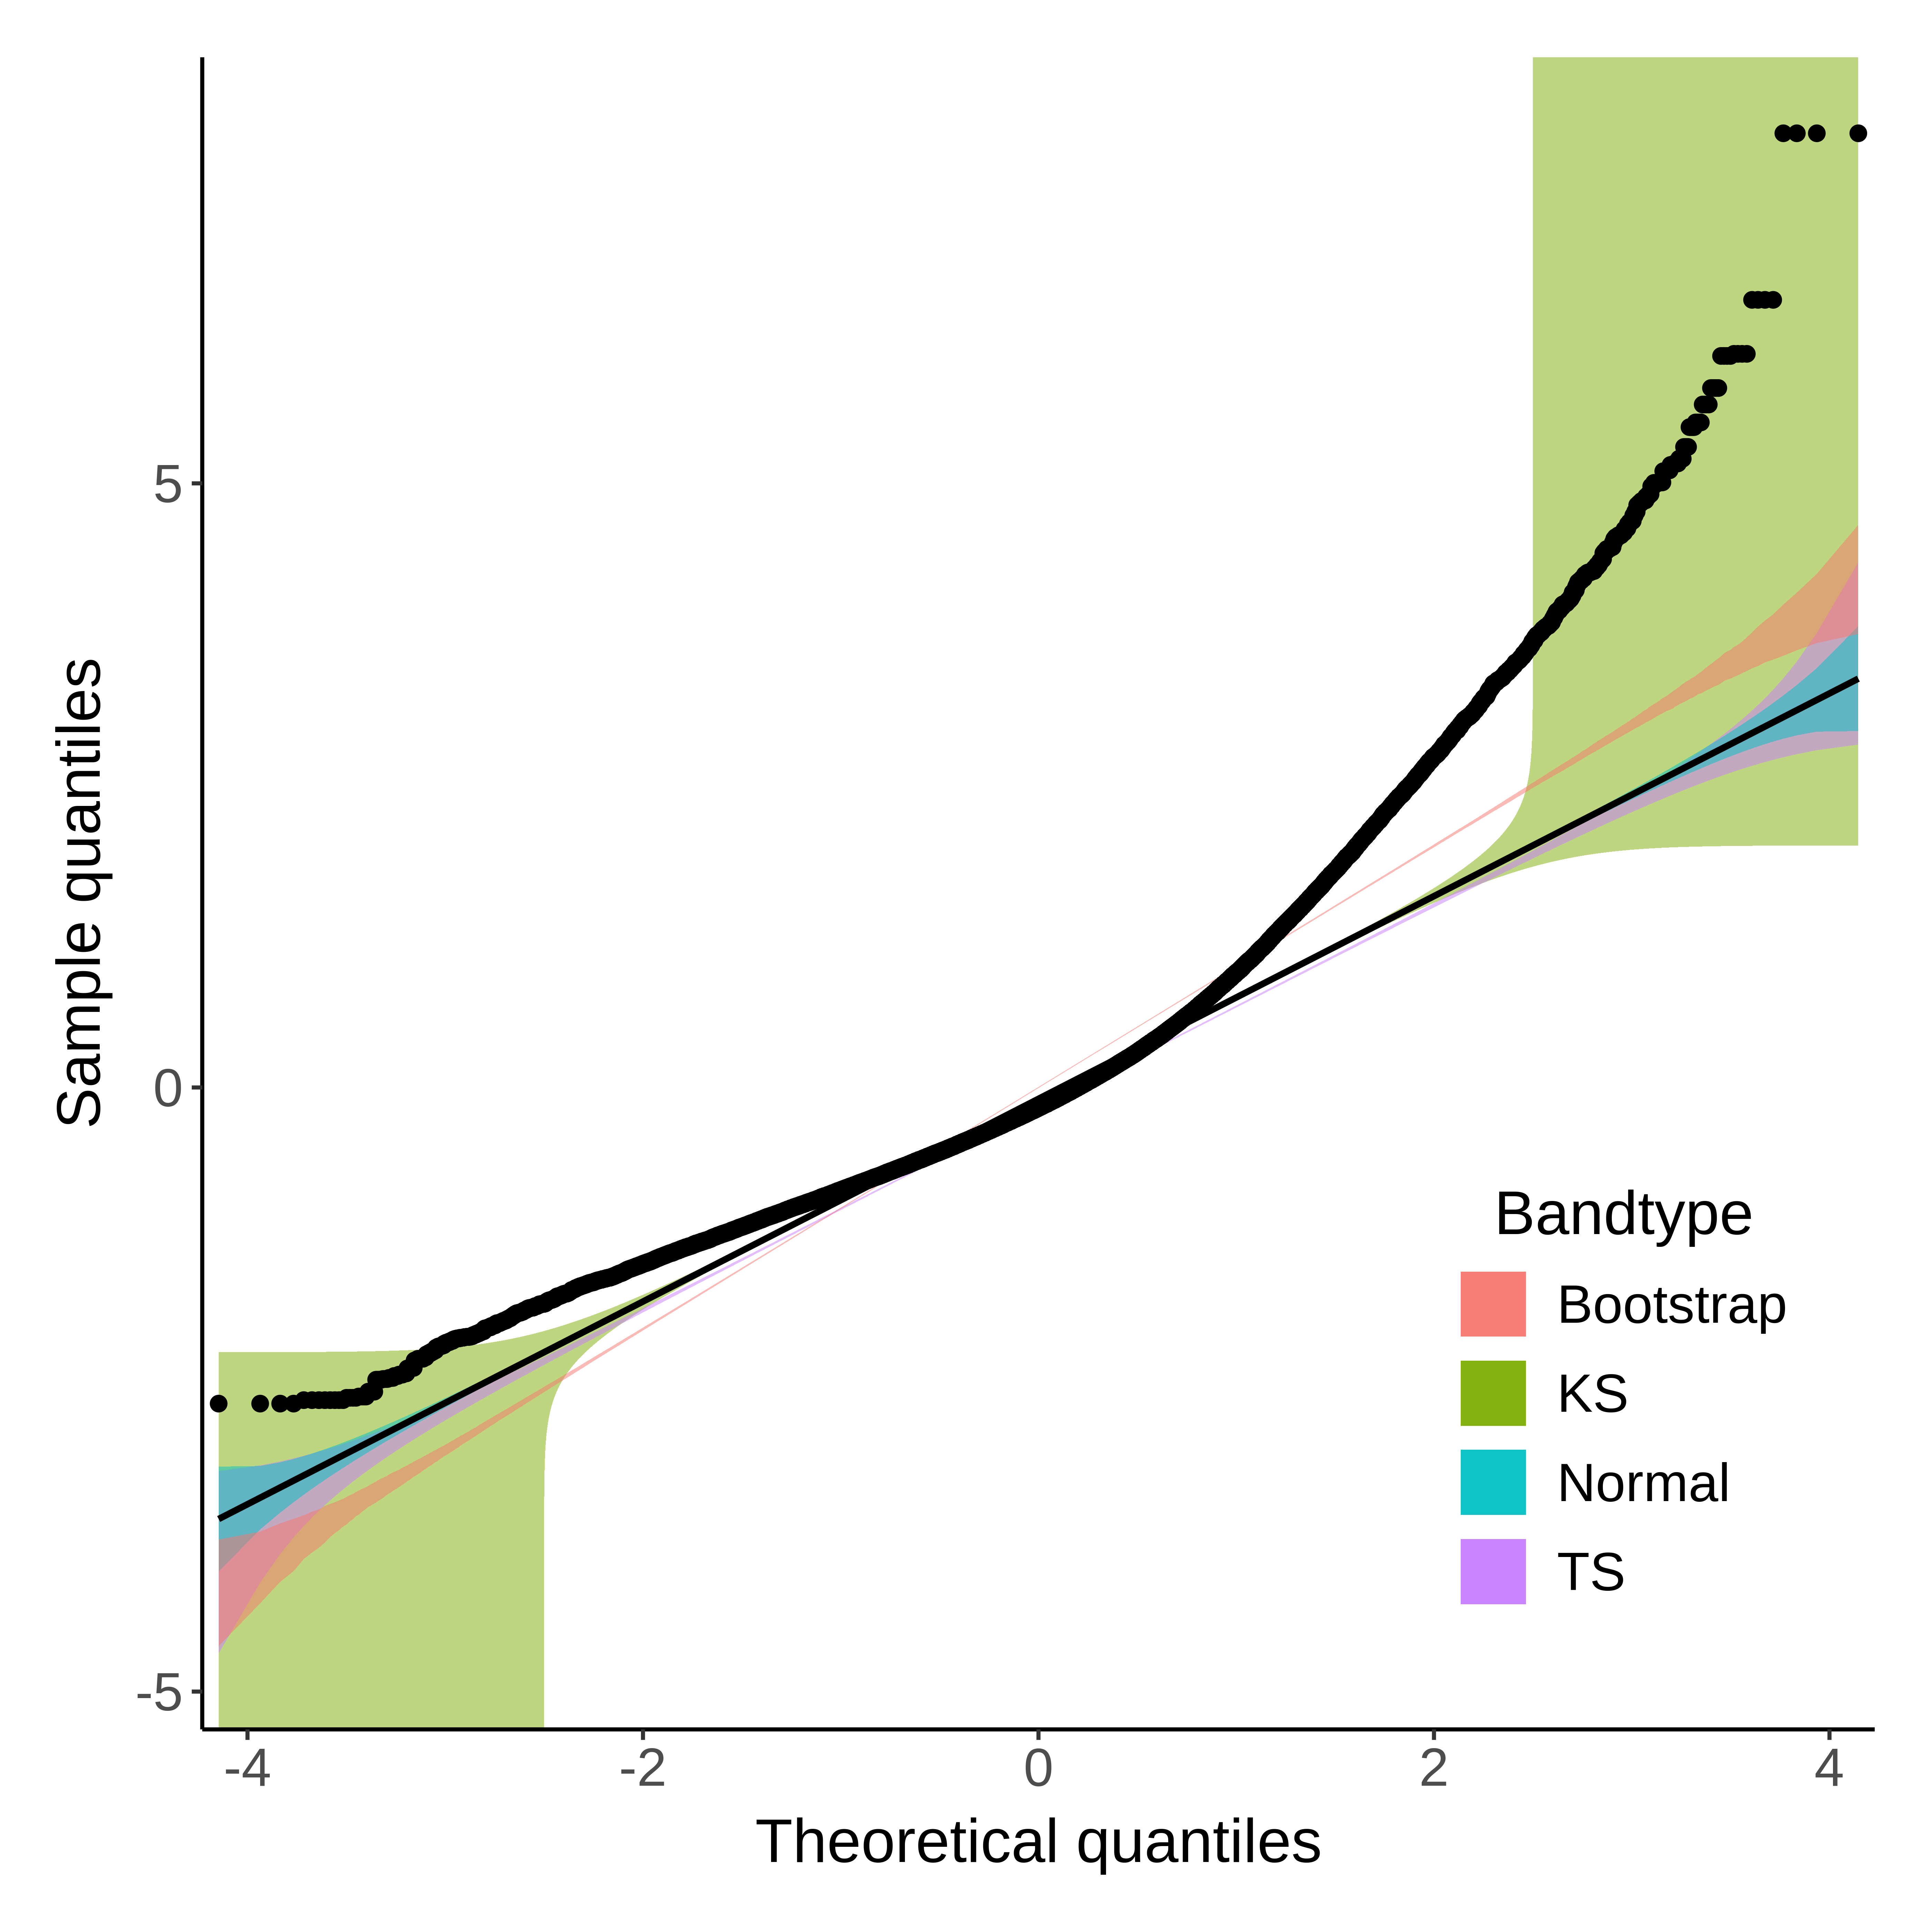 5
0
-5
Sample quantiles
-4 -2 0 2 4
Theoretical quantiles
Bandtype
Bootstrap
KS
Normal
TS